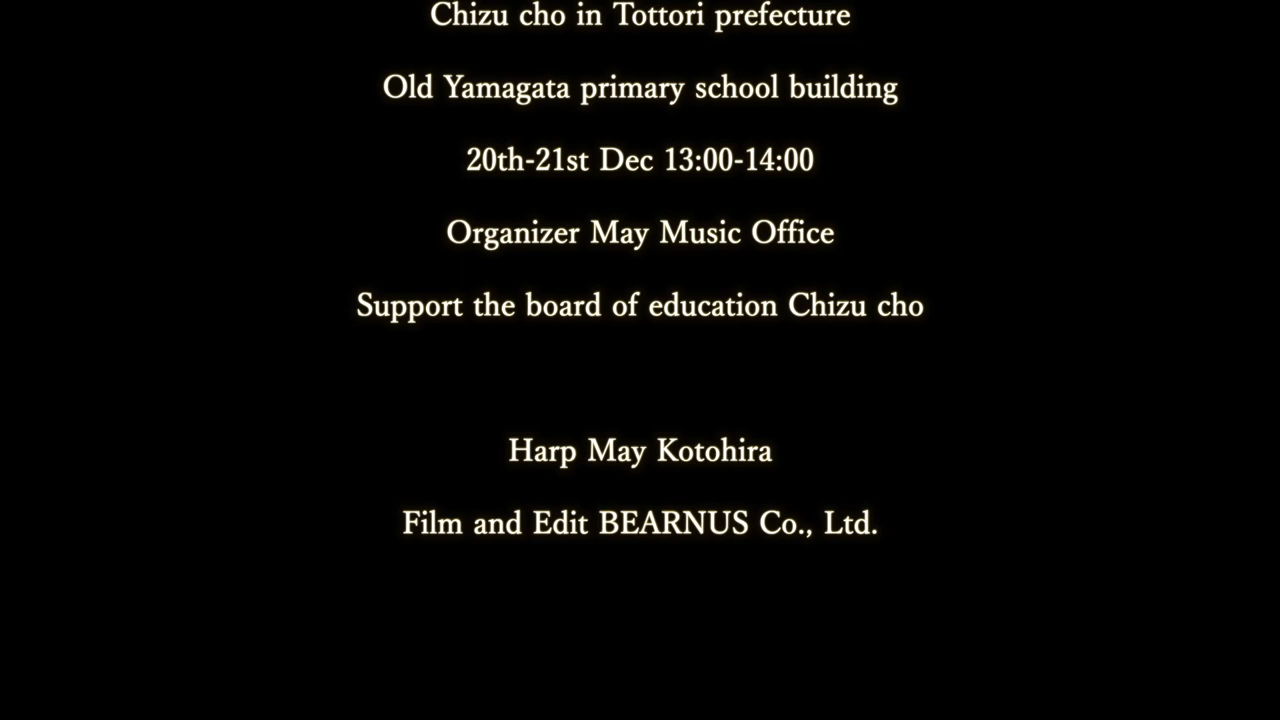 Chizu cho in Tottori prefecture
Old Yamagata primary school building
20th-21st Dec 13:00-14:00
Organizer May Music Office
Support the board of education Chizu cho
Harp May Kotohira
Film and Edit BEARNUS Co., Ltd.